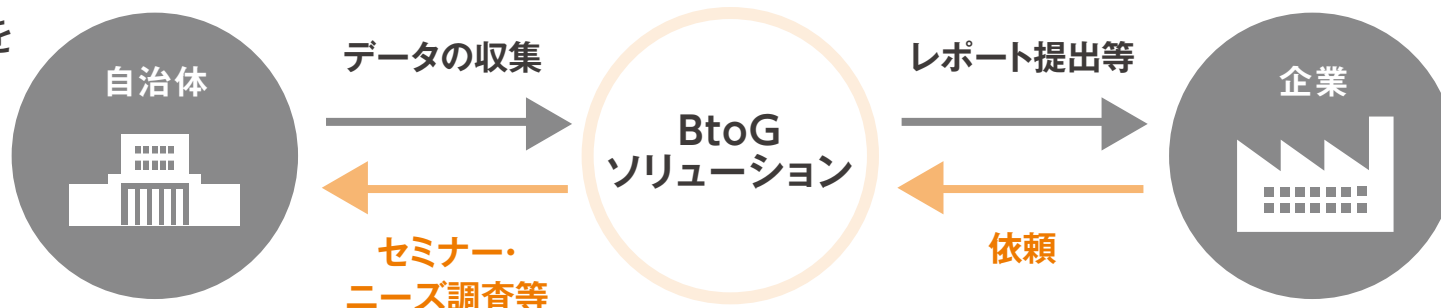 を
自治体
データの収集
セミナー・
ニーズ調査等
BtoG
ソリューション
レポート提出等
依頼
企業